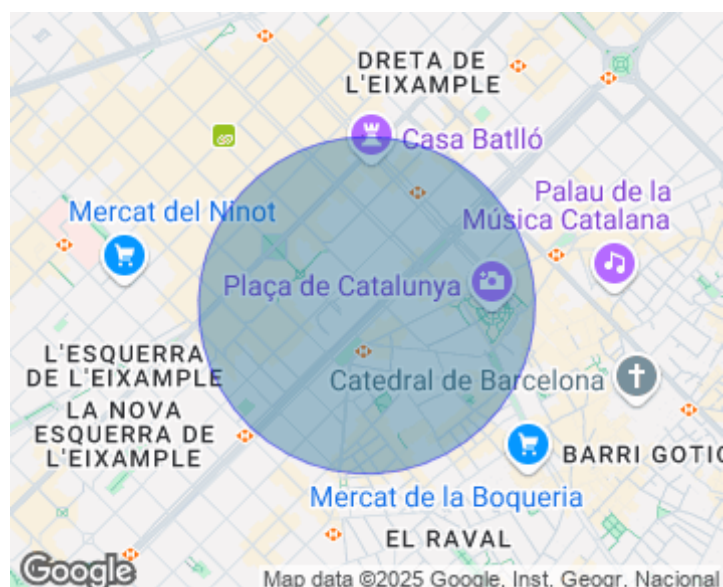 DRETA DE
L'EIXAMPLE
Casa Batlló
Palau de la
Música Catalana
Mercat del Ninot
Plaça de Catalunya
L'ESQUERRA
DE L'EIXAMPLE
Catedral de Barcelona
LA NOVA
ESQUERRA DE
L'EIXAMPLE
BARRI GOTIC
Mercat de la Boqueria
EL RAVAL
Google
Map data ©2025 Google, Inst. Geogr. Nacional